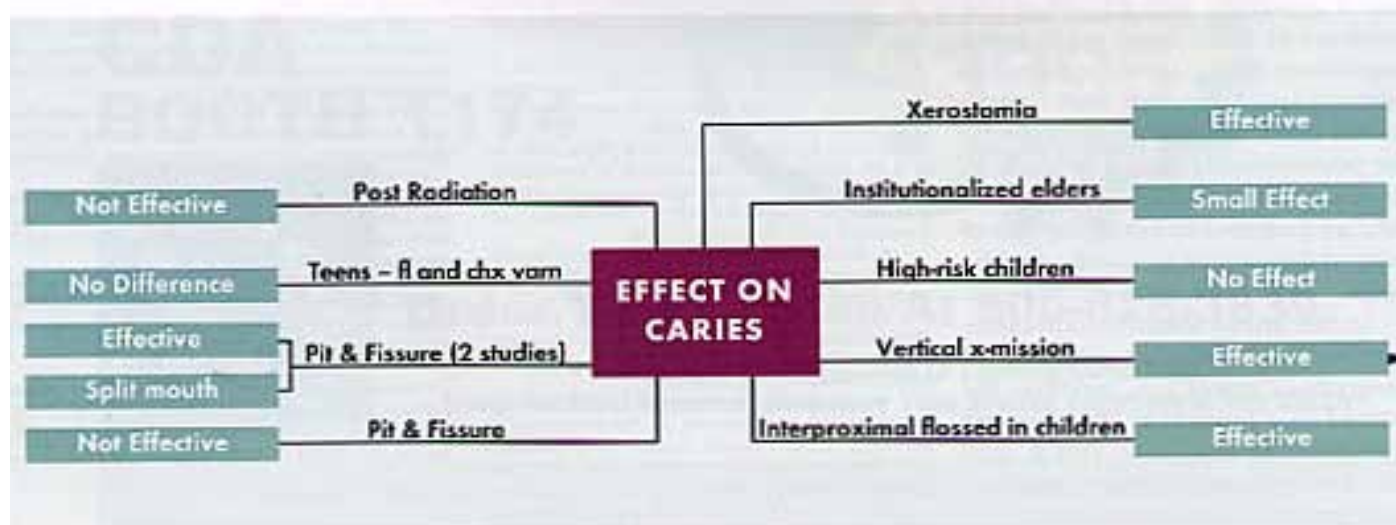 Xerostamia
Effective
Post Radiation
Not Effective
Institutionalized elders
Small Effect
Teens – fl and chx varn
No Difference
High-risk children
No Effect
EFFECT ON
CARIES
Effective
Split mouth
Pit & Fissure (2 studies)
Vertical x-mission
Effective
Pit & Fissure
Not Effective
Interproximal flossed in children
Effective